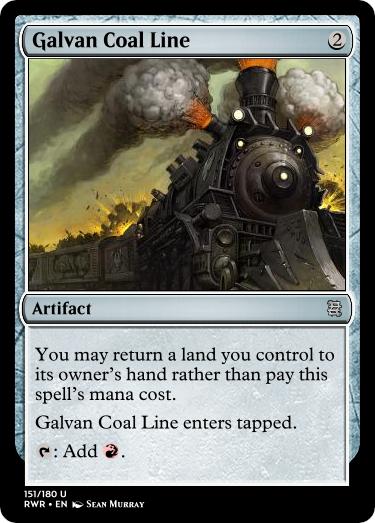 Galvan Coal Line 2
Artifact
You may return a land you control to
its owner's hand rather than pay this
spell's mana cost.
Galvan Coal Line enters tapped.
: Add .
151/180 U
RWR • EN Sean Murray